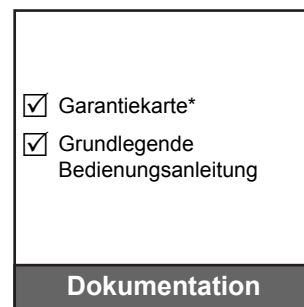 ☑ Garantiekarte*
☑ Grundlegende
Bedienungsanleitung
Dokumentation